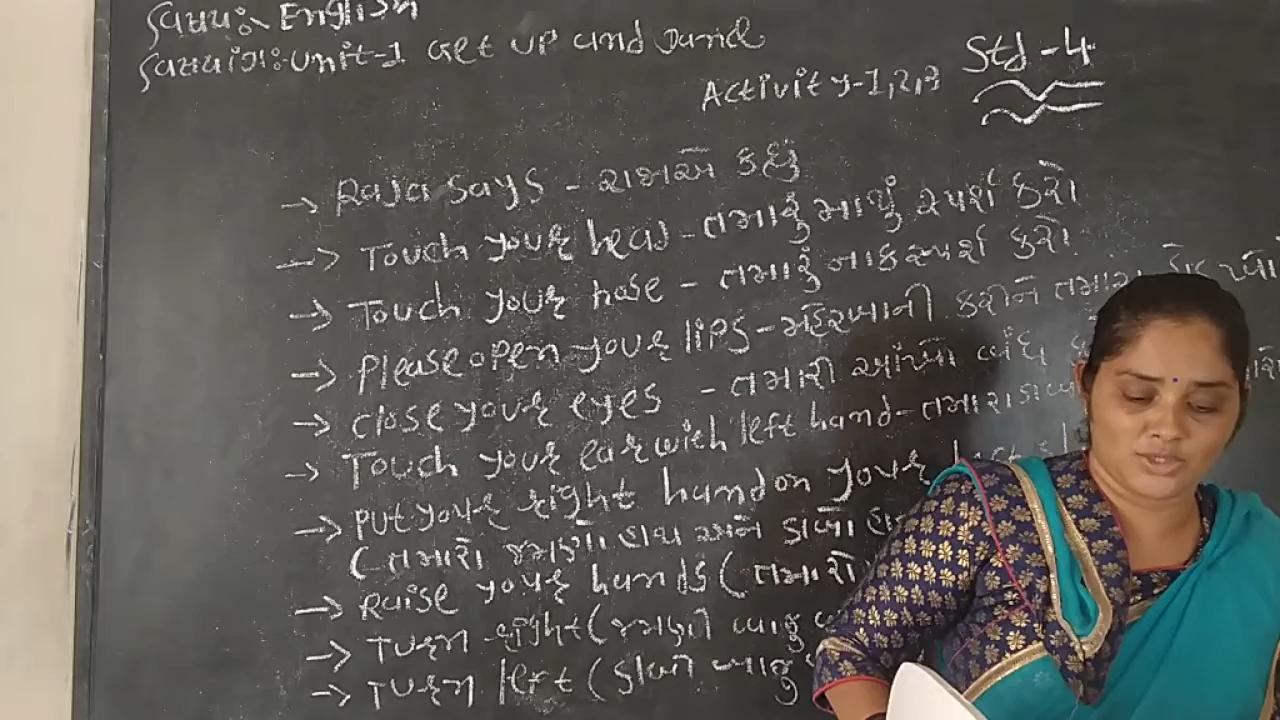 વિષય:- English
વિષયાંગ:- Unit-1 Get up and Dance
Std - 4
Activity-1,2,3
→ Raja says - રાજાએ કહ્યું
→ Touch your head - તમારું માથું સ્પર્શ કરો
→ Touch your nose - તમારું નાક સ્પર્શ કરો
→ Please open your lips - મહેરબાની કરીને તમારા
→ Close your eyes - તમારી આંખો બંધ
→ Touch your ear with left hand - તમારા ડાબા
→ Put your right hand on your left
(તમારો જમણો હાથ અને ડાબો
→ Raise your hands (તમારો
→ Turn right (જમણી બાજુ
→ Turn left (ડાબી બાજુ